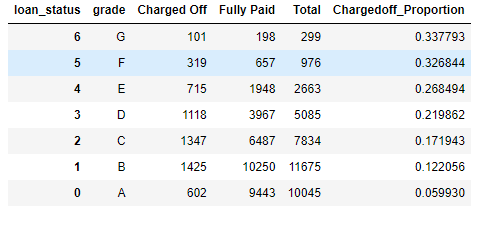 loan_status grade Charged Off Fully Paid Total Chargedoff_Proportion
6 G 101 198 299 0.337793
5 F 319 657 976 0.326844
4 E 715 1948 2663 0.268494
3 D 1118 3967 5085 0.219862
2 C 1347 6487 7834 0.171943
1 B 1425 10250 11675 0.122056
0 A 602 9443 10045 0.059930